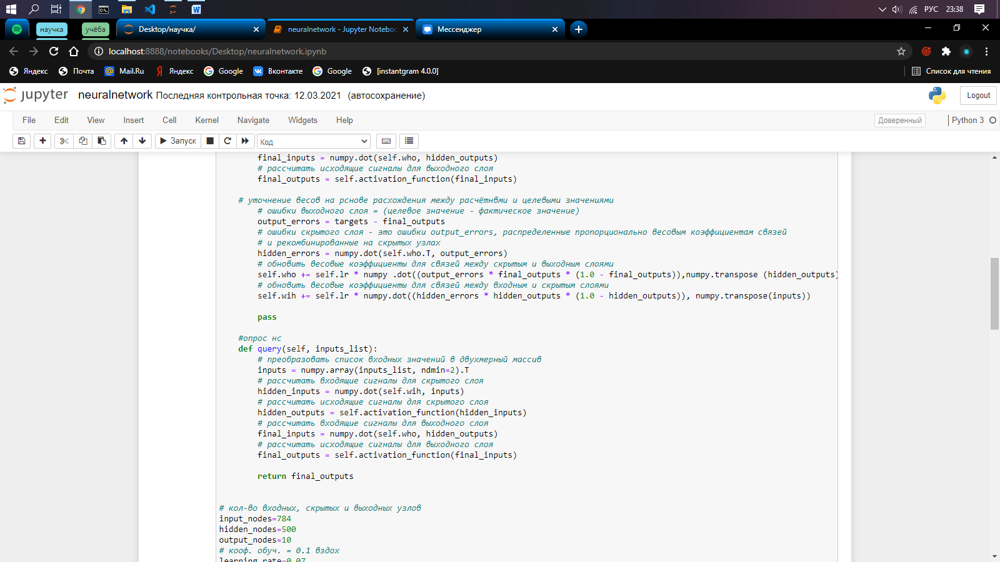 РУС 23:38
научка учёба Desktop/научка/ neuralnetwork - Jupyter Noteboo Мессенджер
localhost:8888/notebooks/Desktop/neuralnetwork.ipynb
Яндекс Почта Mail.Ru Яндекс Google Вконтакте Google [instantgram 4.0.0] Список для чтения
jupyter neuralnetwork Последняя контрольная точка: 12.03.2021 (автосохранение) Logout
File Edit View Insert Cell Kernel Navigate Widgets Help Доверенный Python 3
Запуск Код
final_inputs = numpy.dot(self.who, hidden_outputs)
# рассчитать исходящие сигналы для выходного слоя
final_outputs = self.activation_function(final_inputs)
# уточнение весов на рснове расхождения между расчётнвми и целевыми значениями
# ошибки выходного слоя = (целевое значение - фактическое значение)
output_errors = targets - final_outputs
# ошибки скрытого слоя - это ошибки output_errors, распределенные пропорционально весовым коэффициентам связей
# и рекомбинированные на скрытых узлах
hidden_errors = numpy.dot(self.who.T, output_errors)
# обновить весовые коэффициенты для связей между скрытым и выходным слоями
self.who += self.lr * numpy .dot((output_errors * final_outputs * (1.0 - final_outputs)),numpy.transpose (hidden_outputs)
# обновить весовые коэффициенты для связей между входным и скрытым слоями
self.wih += self.lr * numpy.dot((hidden_errors * hidden_outputs * (1.0 - hidden_outputs)), numpy.transpose(inputs))
pass
#опрос нс
def query(self, inputs_list):
# преобразовать список входных значений в двухмерный массив
inputs = numpy.array(inputs_list, ndmin=2).T
# рассчитать входящие сигналы для скрытого слоя
hidden_inputs = numpy.dot(self.wih, inputs)
# рассчитать исходящие сигналы для скрытого слоя
hidden_outputs = self.activation_function(hidden_inputs)
# рассчитать входящие сигналы для выходного слоя
final_inputs = numpy.dot(self.who, hidden_outputs)
# рассчитать исходящие сигналы для выходного слоя
final_outputs = self.activation_function(final_inputs)
return final_outputs
# кол-во входных, скрытых и выходных узлов
input_nodes=784
hidden_nodes=500
output_nodes=10
# кооф. обуч. = 0.1 вздох
learning_rate=0.07